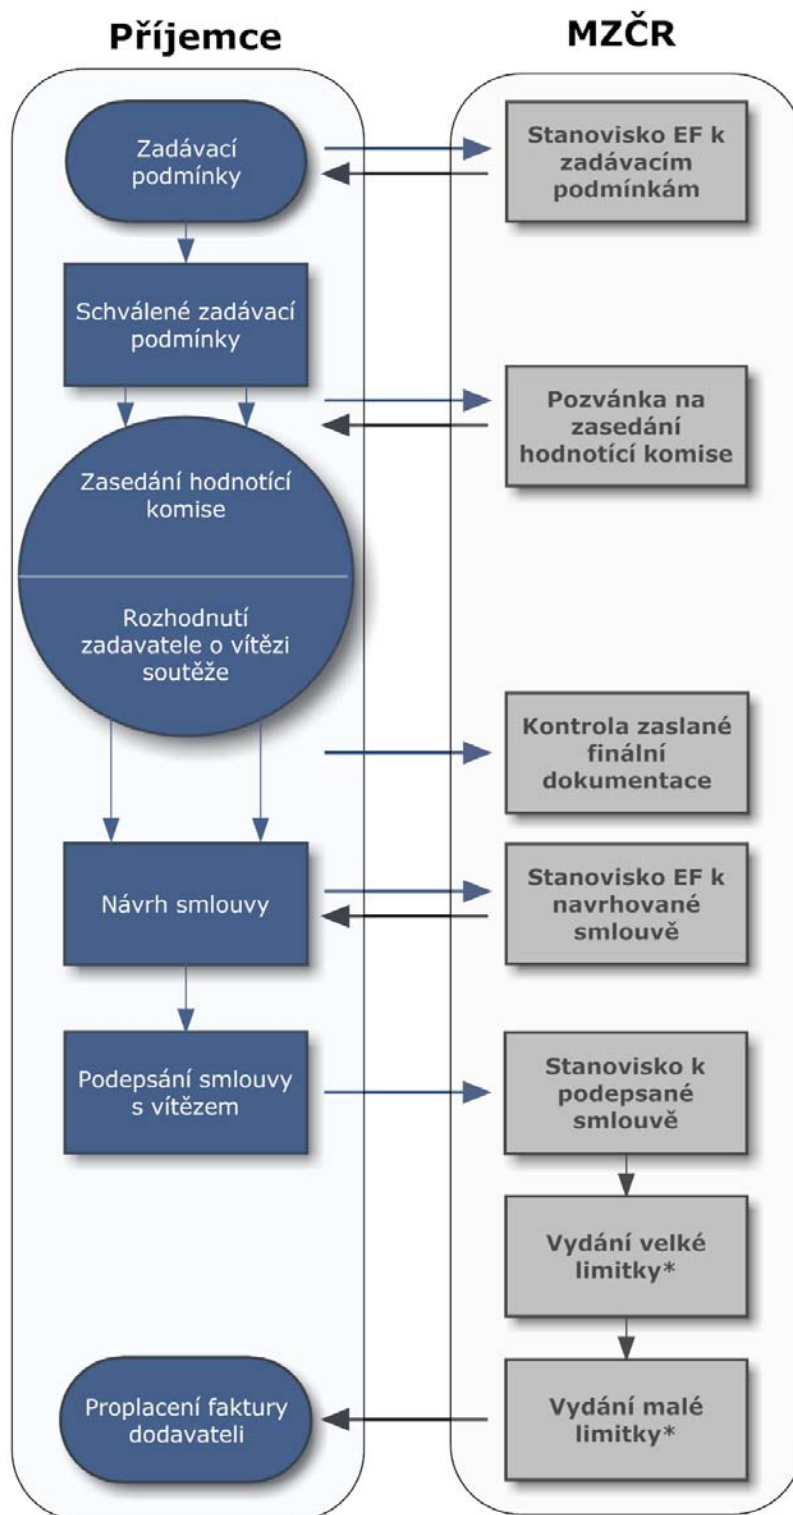 Příjemce
MZČR
Zadávací
podmínky
Stanovisko EF k
zadávacím
podmínkám
Schválené zadávací
podmínky
Pozvánka na
zasedání
hodnotící komise
Zasedání hodnotící
komise
Rozhodnutí
zadavatele o vítězi
soutěže
Kontrola zaslané
finální
dokumentace
Návrh smlouvy
Stanovisko EF k
navrhované
smlouvě
Podepsání smlouvy
s vítězem
Stanovisko k
podepsané
smlouvě
Vydání velké
limitky*
Proplacení faktury
dodavateli
Vydání malé
limitky*